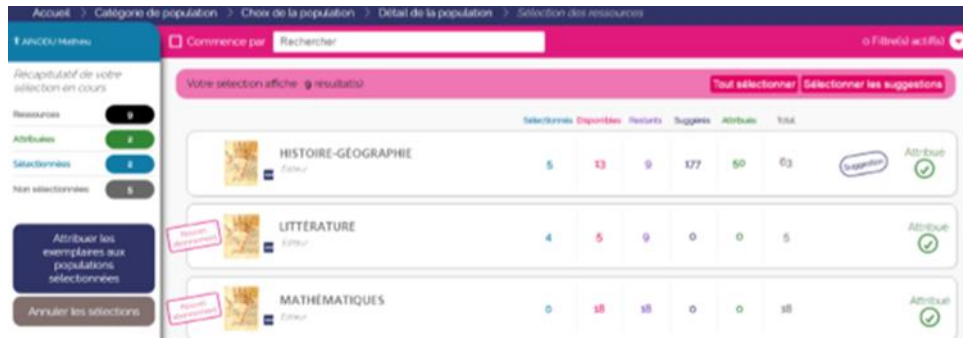 Accueil > Catégorie de population > Choix de la population > Détail de la population > Sélection des ressources
Commence par Rechercher 0 Filtre(s) actif(s)
Récapitulatif de votre sélection en cours
Ressources 9
Attribuées 2
Sélectionnées 2
Non sélectionnées 5
Attribuer les
exemplaires aux
populations
sélectionnées
Annuler les sélections
Votre sélection affiche 9 résultat(s) Tout sélectionner Sélectionner les suggestions
Sélectionnés Disponibles Restants Suggérés Attribués Total
HISTOIRE-GÉOGRAPHIE
Editeur
5 13 9 177 50 63 Suggestion Attribué
Nouvel abonnement
LITTÉRATURE
Editeur
4 5 9 0 0 5 Attribué
Nouvel abonnement
MATHÉMATIQUES
Editeur
0 18 18 0 0 18 Attribué